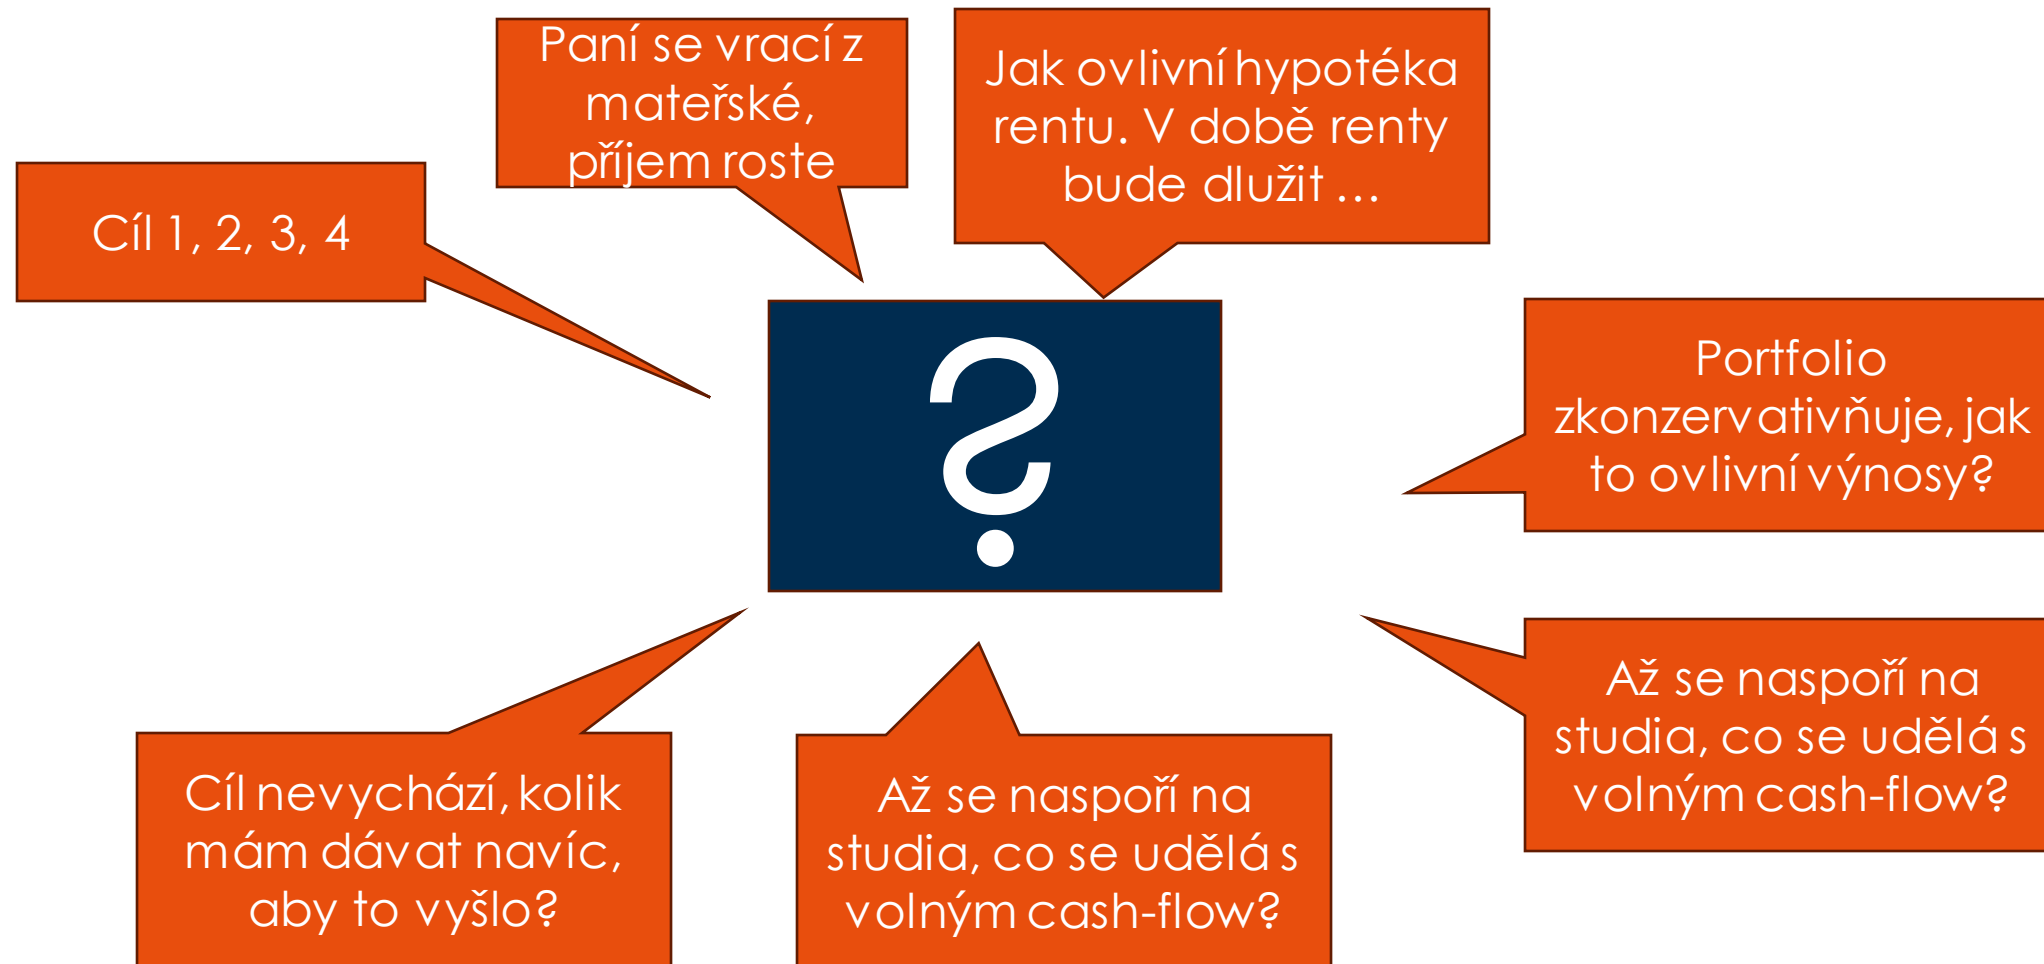 Paní se vrací z
mateřské,
příjem roste
Jak ovlivní hypotéka
rentu. V době renty
bude dlužit ...
Cíl 1, 2, 3, 4
?
Portfolio
zkonzervativňuje, jak
to ovlivní výnosy?
Až se naspoří na
studia, co se udělá s
volným cash-flow?
Cíl nevychází, kolik
mám dávat navíc,
aby to vyšlo?
Až se naspoří na
studia, co se udělá s
volným cash-flow?